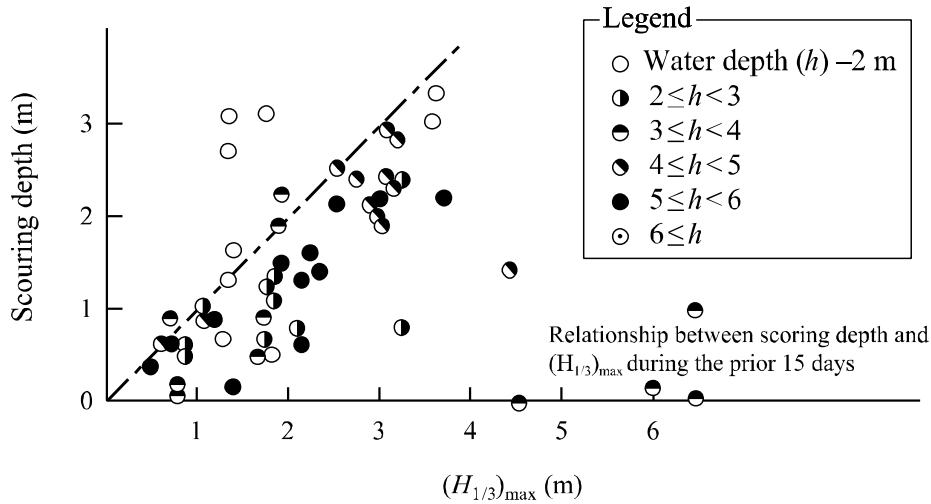 Legend
Water depth (h) –2 m
2≤h<3
3≤h<4
4≤h<5
5≤h<6
6≤h
Scouring depth (m)
3
2
1
0
Relationship between scoring depth and
(H1/3)max during the prior 15 days
1 2 3 4 5 6
(H1/3)max (m)